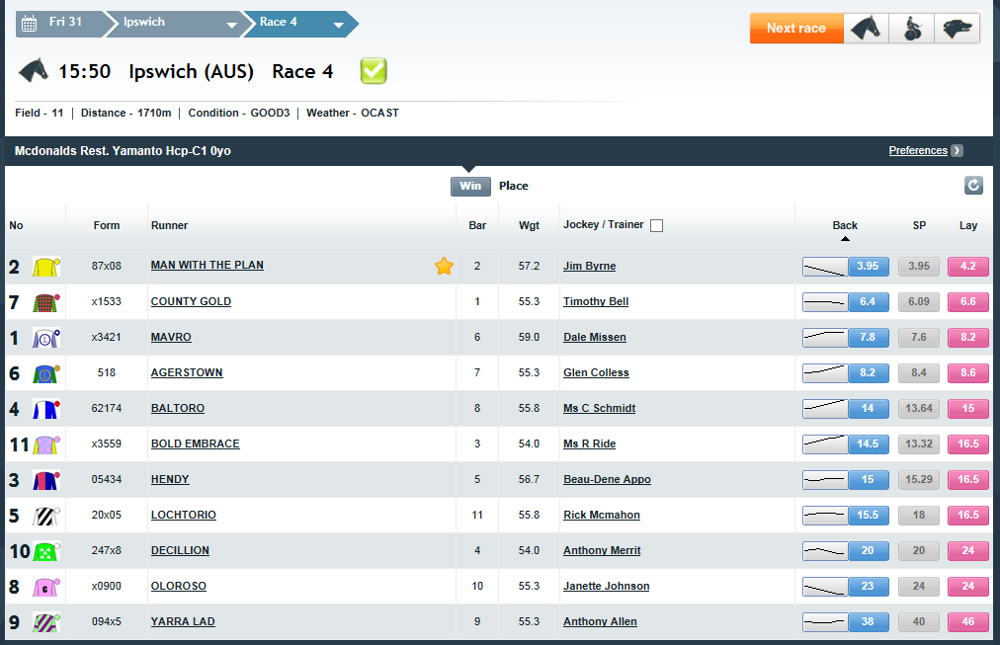 Fri 31 Ipswich Race 4 Next race
15:50 Ipswich (AUS) Race 4
Field - 11 | Distance - 1710m | Condition - GOOD3 | Weather - OCAST
Mcdonalds Rest. Yamanto Hcp-C1 0yo Preferences
Win Place
No Form Runner Bar Wgt Jockey / Trainer Back SP Lay
2 87x08 MAN WITH THE PLAN 2 57.2 Jim Byrne 3.95 3.95 4.2
7 x1533 COUNTY GOLD 1 55.3 Timothy Bell 6.4 6.09 6.6
1 x3421 MAVRO 6 59.0 Dale Missen 7.8 7.6 8.2
6 518 AGERSTOWN 7 55.3 Glen Colless 8.2 8.4 8.6
4 62174 BALTORO 8 55.8 Ms C Schmidt 14 13.64 15
11 x3559 BOLD EMBRACE 3 54.0 Ms R Ride 14.5 13.32 16.5
3 05434 HENDY 5 56.7 Beau-Dene Appo 15 15.29 16.5
5 20x05 LOCHTORIO 11 55.8 Rick Mcmahon 15.5 18 16.5
10 247x8 DECILLION 4 54.0 Anthony Merrit 20 20 24
8 x0900 OLOROSO 10 55.3 Janette Johnson 23 24 24
9 094x5 YARRA LAD 9 55.3 Anthony Allen 38 40 46